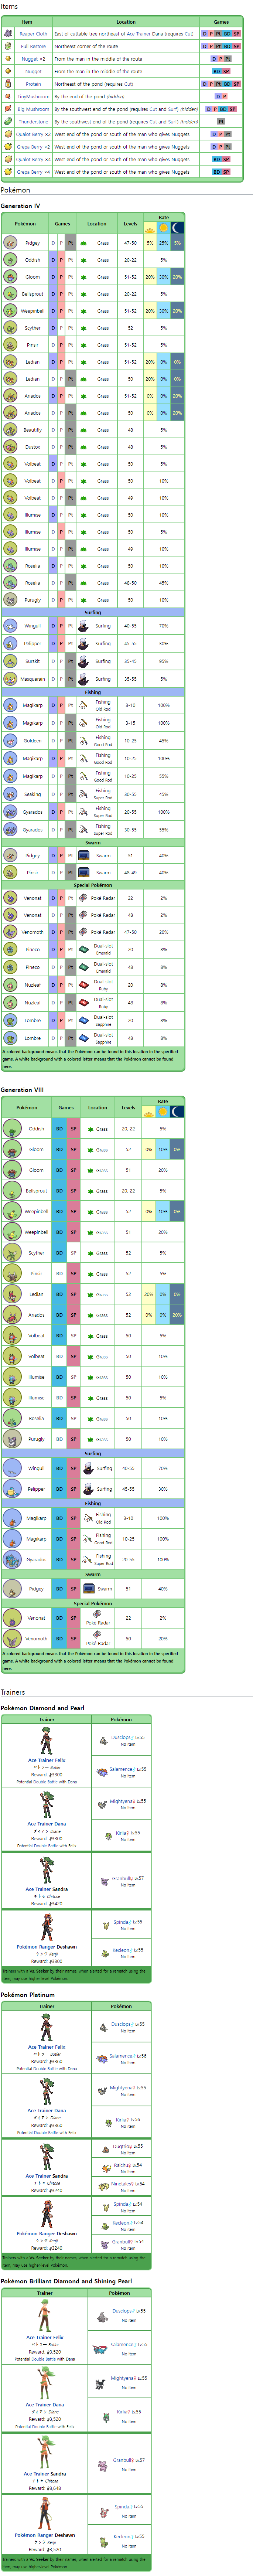 Items
Item Location Games
Reaper Cloth East of cuttable tree northeast of Ace Trainer Dana (requires Cut) D P Pt BD SP
Full Restore Northeast corner of the route D P Pt BD SP
Nugget ×2 From the man in the middle of the route D P Pt
Nugget From the man in the middle of the route BD SP
Protein Northeast of the pond (requires Cut) D P Pt BD SP
TinyMushroom By the end of the pond (hidden) D P
Big Mushroom By the southwest end of the pond (requires Cut and Surf) (hidden) D P BD SP
Thunderstone By the southwest end of the pond (requires Cut and Surf) (hidden) Pt
Qualot Berry ×2 West end of the pond or south of the man who gives Nuggets D P Pt
Grepa Berry ×2 West end of the pond or south of the man who gives Nuggets D P Pt
Qualot Berry ×4 West end of the pond or south of the man who gives Nuggets BD SP
Grepa Berry ×4 West end of the pond or south of the man who gives Nuggets BD SP
Pokémon
Generation IV
Pokémon Games Location Levels Rate
Pidgey D P Pt Grass 47-50 5% 25% 5%
Oddish D P Pt Grass 20-22 5%
Gloom D P Pt Grass 51-52 20% 30% 20%
Bellsprout D P Pt Grass 20-22 5%
Weepinbell D P Pt Grass 51-52 20% 30% 20%
Scyther D P Pt Grass 52 5%
Pinsir D P Pt Grass 51-52 5%
Ledian D P Pt Grass 51-52 20% 0% 0%
Ledian D P Pt Grass 50 20% 0% 0%
Ariados D P Pt Grass 51-52 0% 0% 20%
Ariados D P Pt Grass 50 0% 0% 20%
Beautifly D P Pt Grass 48 5%
Dustox D P Pt Grass 48 5%
Volbeat D P Pt Grass 50 5%
Volbeat D P Pt Grass 50 10%
Volbeat D P Pt Grass 49 10%
Illumise D P Pt Grass 50 10%
Illumise D P Pt Grass 50 5%
Illumise D P Pt Grass 49 10%
Roselia D P Pt Grass 50 10%
Roselia D P Pt Grass 48-50 45%
Purugly D P Pt Grass 50 10%
Surfing
Wingull D P Pt Surfing 40-55 70%
Pelipper D P Pt Surfing 45-55 30%
Surskit D P Pt Surfing 35-45 95%
Masquerain D P Pt Surfing 35-55 5%
Fishing
Magikarp D P Pt Fishing Old Rod 3-10 100%
Magikarp D P Pt Fishing Old Rod 3-15 100%
Goldeen D P Pt Fishing Good Rod 10-25 45%
Magikarp D P Pt Fishing Good Rod 10-25 100%
Magikarp D P Pt Fishing Good Rod 10-25 55%
Seaking D P Pt Fishing Super Rod 30-55 45%
Gyarados D P Pt Fishing Super Rod 20-55 100%
Gyarados D P Pt Fishing Super Rod 30-55 55%
Swarm
Pidgey D P Pt Swarm 51 40%
Pinsir D P Pt Swarm 48-49 40%
Special Pokémon
Venonat D P Pt Poké Radar 22 2%
Venonat D P Pt Poké Radar 48 2%
Venomoth D P Pt Poké Radar 47-50 20%
Pineco D P Pt Dual-slot Emerald 20 8%
Pineco D P Pt Dual-slot Emerald 48 8%
Nuzleaf D P Pt Dual-slot Ruby 20 8%
Nuzleaf D P Pt Dual-slot Ruby 48 8%
Lombre D P Pt Dual-slot Sapphire 20 8%
Lombre D P Pt Dual-slot Sapphire 48 8%
A colored background means that the Pokémon can be found in this location in the specified
game. A white background with a colored letter means that the Pokémon cannot be found
here.
Generation VIII
Pokémon Games Location Levels Rate
Oddish BD SP Grass 20, 22 5%
Gloom BD SP Grass 52 0% 10% 0%
Gloom BD SP Grass 51 20%
Bellsprout BD SP Grass 20, 22 5%
Weepinbell BD SP Grass 52 0% 10% 0%
Weepinbell BD SP Grass 51 20%
Scyther BD SP Grass 52 5%
Pinsir BD SP Grass 52 5%
Ledian BD SP Grass 52 20% 0% 0%
Ariados BD SP Grass 52 0% 0% 20%
Volbeat BD SP Grass 50 5%
Volbeat BD SP Grass 50 10%
Illumise BD SP Grass 50 10%
Illumise BD SP Grass 50 5%
Roselia BD SP Grass 50 10%
Purugly BD SP Grass 50 10%
Surfing
Wingull BD SP Surfing 40-55 70%
Pelipper BD SP Surfing 45-55 30%
Fishing
Magikarp BD SP Fishing Old Rod 3-10 100%
Magikarp BD SP Fishing Good Rod 10-25 100%
Gyarados BD SP Fishing Super Rod 20-55 100%
Swarm
Pidgey BD SP Swarm 51 40%
Special Pokémon
Venonat BD SP Poké Radar 22 2%
Venomoth BD SP Poké Radar 50 20%
A colored background means that the Pokémon can be found in this location in the specified
game. A white background with a colored letter means that the Pokémon cannot be found
here.
Trainers
Pokémon Diamond and Pearl
Trainer Pokémon
Ace Trainer Felix
バトラー Butler
Reward: 3300
Potential Double Battle with Dana
Dusclops♂ Lv.55
No item
Salamence♂ Lv.55
No item
Ace Trainer Dana
ダイアン Diane
Reward: 3300
Potential Double Battle with Felix
Mightyena♀ Lv.55
No item
Kirlia♀ Lv.55
No item
Ace Trainer Sandra
チトセ Chitose
Reward: 3420
Granbull♀ Lv.57
No item
Pokémon Ranger Deshawn
ケンジ Kenji
Reward: 3300
Spinda♂ Lv.55
No item
Kecleon♂ Lv.55
No item
Trainers with a Vs. Seeker by their names, when alerted for a rematch using the
item, may use higher-level Pokémon.
Pokémon Platinum
Trainer Pokémon
Ace Trainer Felix
バトラー Butler
Reward: 3360
Potential Double Battle with Dana
Dusclops♂ Lv.55
No item
Salamence♂ Lv.56
No item
Ace Trainer Dana
ダイアン Diane
Reward: 3360
Potential Double Battle with Felix
Mightyena♀ Lv.55
No item
Kirlia♀ Lv.56
No item
Ace Trainer Sandra
チトセ Chitose
Reward: 3240
Dugtrio♀ Lv.55
No item
Raichu♀ Lv.54
No item
Ninetales♀ Lv.54
No item
Pokémon Ranger Deshawn
ケンジ Kenji
Reward: 3240
Spinda♂ Lv.54
No item
Kecleon♂ Lv.54
No item
Granbull♂ Lv.54
No item
Trainers with a Vs. Seeker by their names, when alerted for a rematch using the
item, may use higher-level Pokémon.
Pokémon Brilliant Diamond and Shining Pearl
Trainer Pokémon
Ace Trainer Felix
バトラー Butler
Reward: 3,520
Potential Double Battle with Dana
Dusclops♂ Lv.55
No item
Salamence♂ Lv.55
No item
Ace Trainer Dana
ダイアン Diane
Reward: 3,520
Potential Double Battle with Felix
Mightyena♀ Lv.55
No item
Kirlia♀ Lv.55
No item
Ace Trainer Sandra
チトセ Chitose
Reward: 3,648
Granbull♀ Lv.57
No item
Pokémon Ranger Deshawn
ケンジ Kenji
Reward: 3,520
Spinda♂ Lv.55
No item
Kecleon♂ Lv.55
No item
Trainers with a Vs. Seeker by their names, when alerted for a rematch using the
item, may use higher-level Pokémon.